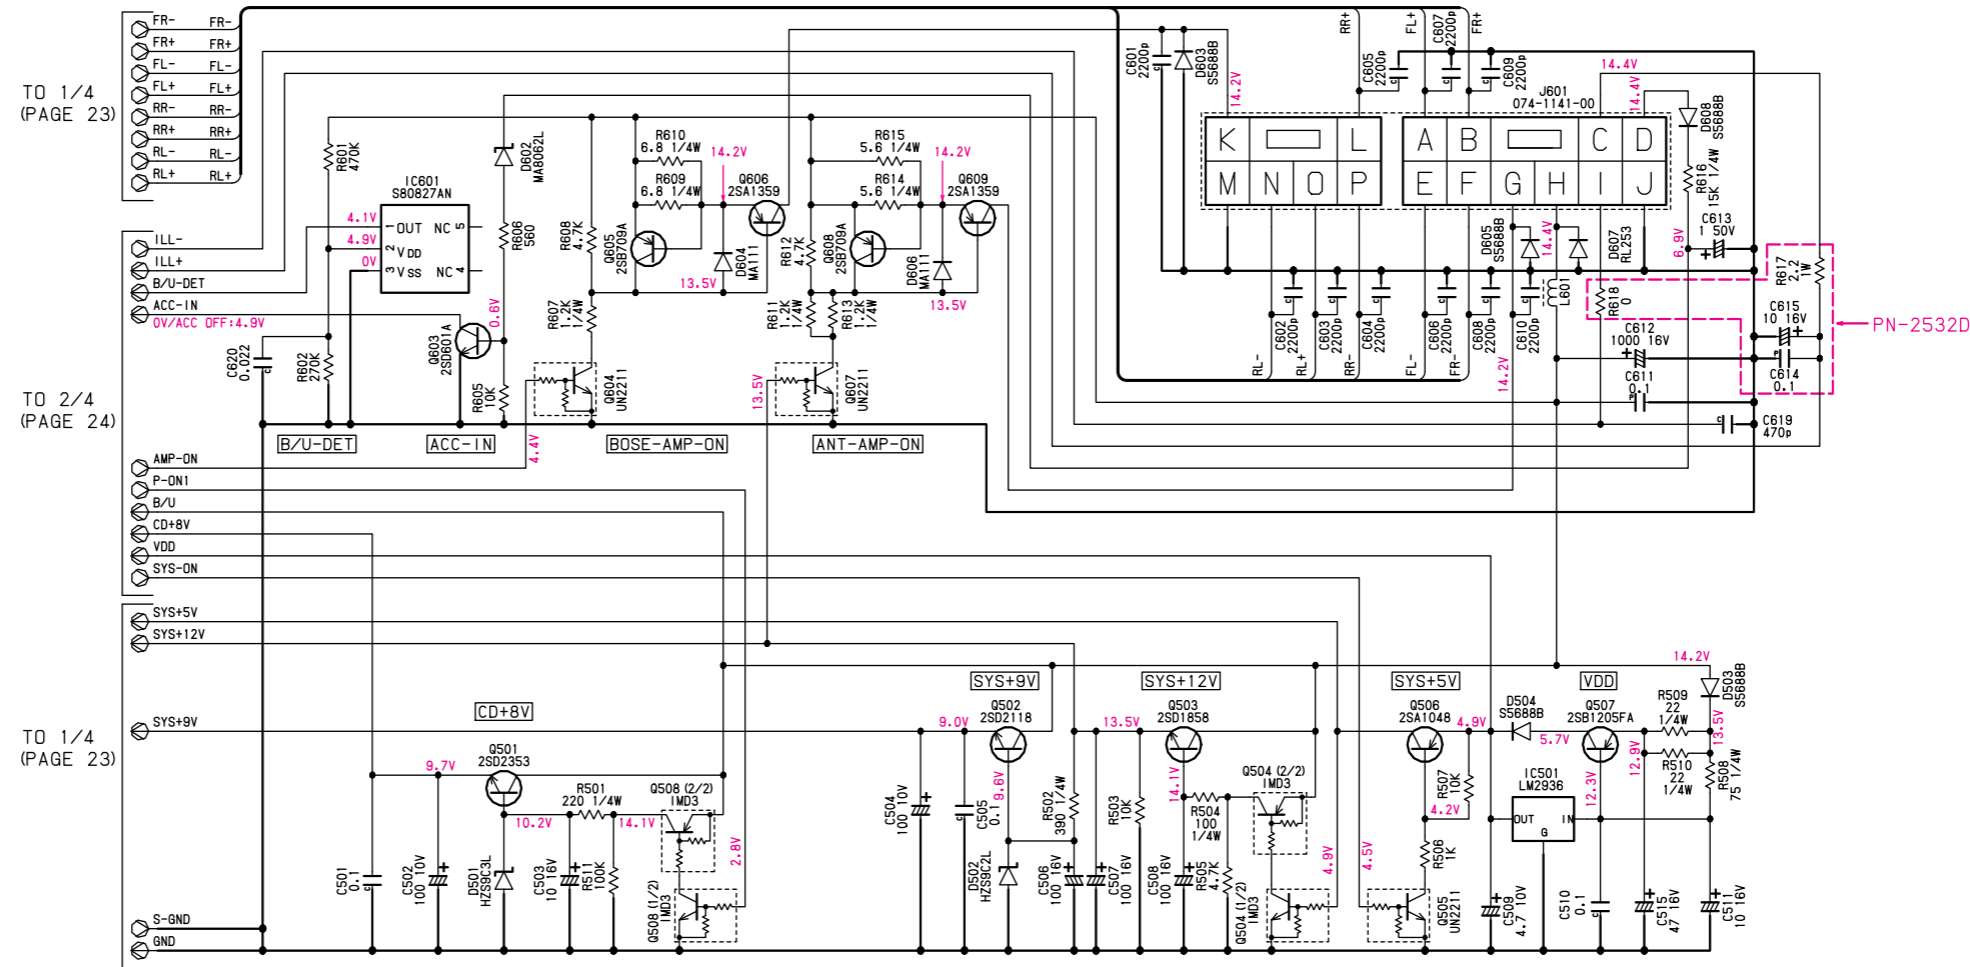 TO 1/4
(PAGE 23)
FR- FR-
FR+ FR+
FL- FL-
FL+ FL+
RR- RR-
RR+ RR+
RL- RL-
RL+ RL+
TO 2/4
(PAGE 24)
ILL-
ILL+
B/U-DET
ACC-IN
0V/ACC OFF:4.9V
AMP-ON
P-ON1
B/U
CD+8V
VDD
SYS-ON
TO 1/4
(PAGE 23)
SYS+5V
SYS+12V
SYS+9V
S-GND
GND
R601
470K
IC601
S80827AN
4.1V
4.9V
0V
1 OUT NC 5
2 VDD
3 VSS NC 4
C620
0.022
R602
270K
B/U-DET
D602
MA8062L
R606
560
0.6V
Q603
2SD601A
R605
10K
ACC-IN
R608
4.7K
R610
6.8 1/4W
R609
6.8 1/4W
Q605
2SB709A
14.2V
Q606
2SA1359
D604
MA111
13.5V
R607
1.2K
1/4W
Q604
UN2211
4.4V
BOSE-AMP-ON
R615
5.6 1/4W
R614
5.6 1/4W
R612
4.7K
Q608
2SB709A
14.2V
Q609
2SA1359
D606
MA111
13.5V
R611
1.2K
1/4W
R613
1.2K
1/4W
13.5V
Q607
UN2211
ANT-AMP-ON
C601
2200p
D603
S5688B
14.2V
RR+
C605
2200p
FL+
C607
2200p
FR+
C609
2200p
14.4V
14.4V
J601
074-1141-00
K L
M N O P
A B C D
E F G H I J
D608
S5688B
R616
15K 1/4W
6.9V
C613
1 50V
D605
S5688B
14.4V
D607
RL253
L601
R618
0
R617
2.2
1W
C615
10 16V
C614
0.1
PN-2532D
C612
1000 16V
C611
0.1
C619
470p
RL-
C602
2200p
RL+
C603
2200p
RR-
C604
2200p
FL-
C606
2200p
FR-
C608
2200p
14.2V
C610
2200p
CD+8V
9.7V
Q501
2SD2353
10.2V
R501
220 1/4W
14.1V
Q508 (2/2)
IMD3
2.8V
C501
0.1
C502
100 10V
D501
HZS9C3L
C503
10 16V
R511
100K
Q508 (1/2)
IMD3
SYS+9V
9.0V
Q502
2SD2118
9.6V
C504
100 10V
C505
0.1
R502
390 1/4W
D502
HZS9C2L
C506
100 16V
SYS+12V
13.5V
Q503
2SD1858
14.1V
R503
10K
R504
100
1/4W
Q504 (2/2)
IMD3
C507
100 16V
C508
100 16V
R505
4.7K
Q504 (1/2)
IMD3
4.9V
SYS+5V
Q506
2SA1048
4.9V
R507
10K
4.2V
R506
1K
4.5V
Q505
UN2211
VDD
D504
S5688B
5.7V
Q507
2SB1205FA
12.3V
IC501
LM2936
OUT IN
G
C509
4.7 10V
C510
0.1
14.2V
D503
S5688B
R509
22
1/4W
13.5V
12.9V
R510
22
1/4W
R508
75 1/4W
C515
47 16V
C511
10 16V